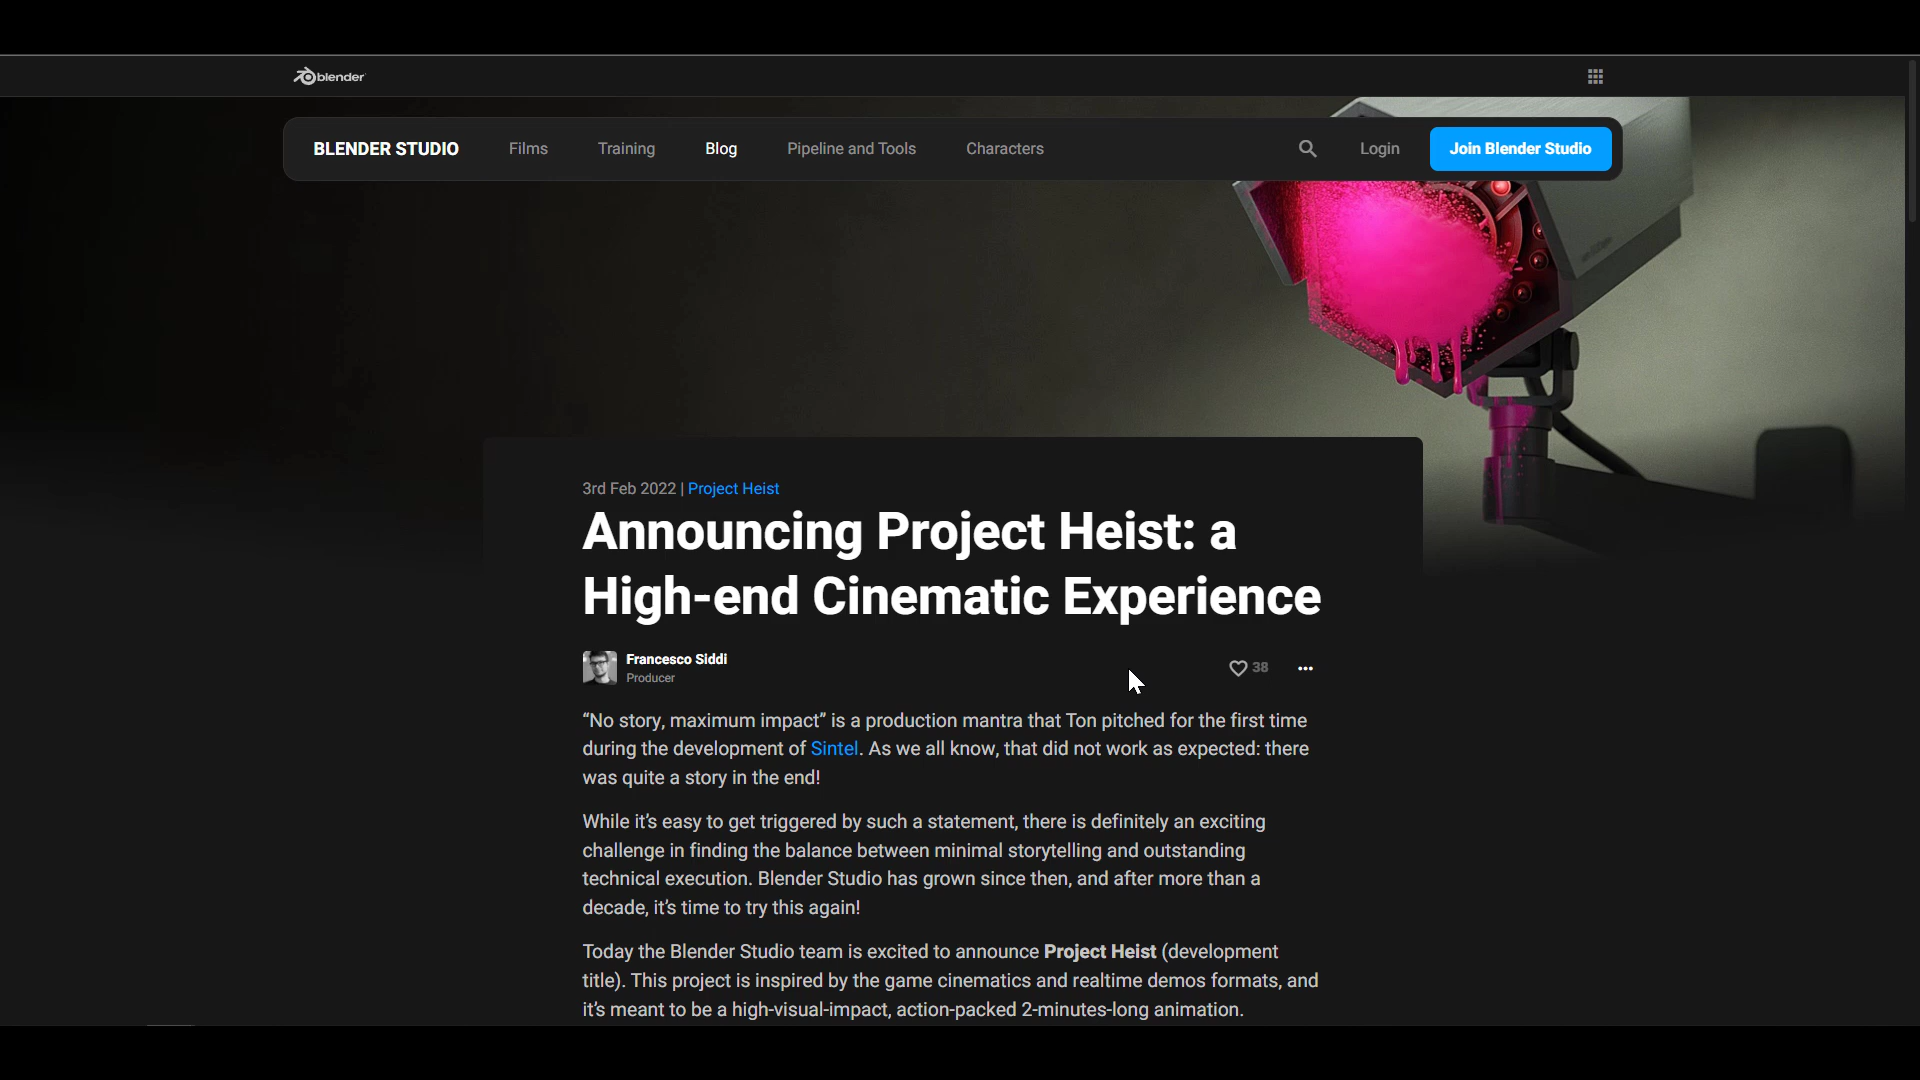 blender
BLENDER STUDIO Films Training Blog Pipeline and Tools Characters Login Join Blender Studio
3rd Feb 2022 | Project Heist
Announcing Project Heist: a
High-end Cinematic Experience
Francesco Siddi
Producer
38
“No story, maximum impact” is a production mantra that Ton pitched for the first time
during the development of Sintel. As we all know, that did not work as expected: there
was quite a story in the end!
While it’s easy to get triggered by such a statement, there is definitely an exciting
challenge in finding the balance between minimal storytelling and outstanding
technical execution. Blender Studio has grown since then, and after more than a
decade, it’s time to try this again!
Today the Blender Studio team is excited to announce Project Heist (development
title). This project is inspired by the game cinematics and realtime demos formats, and
it’s meant to be a high-visual-impact, action-packed 2-minutes-long animation.